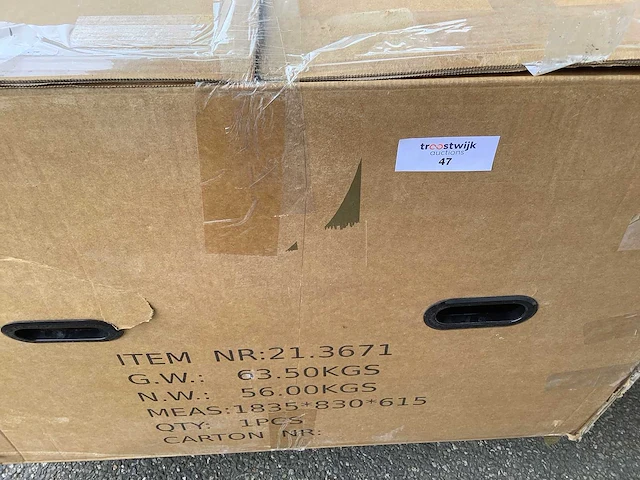 troostwijk
auctions
47
ITEM NR:21.3671
G.W.: 63.50KGS
N.W.: 56.00KGS
MEAS:1835*830*615
QTY: 1PCS
CARTON NR: